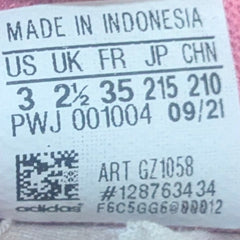 MADE IN INDONESIA
US UK FR JP CHN
3 2½ 35 215 210
PWJ 001004 09/21
ART GZ1058
#128763434
adidas F6C5GG6@00012